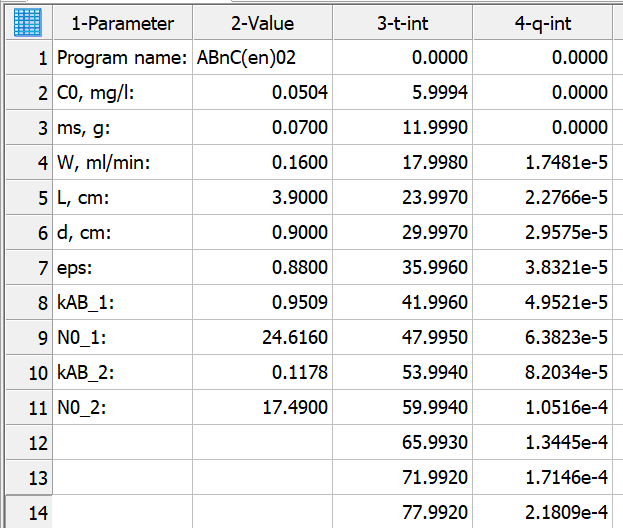 1-Parameter 2-Value 3-t-int 4-q-int
1 Program name: ABnC(en)02 0.0000 0.0000
2 C0, mg/l: 0.0504 5.9994 0.0000
3 ms, g: 0.0700 11.9990 0.0000
4 W, ml/min: 0.1600 17.9980 1.7481e-5
5 L, cm: 3.9000 23.9970 2.2766e-5
6 d, cm: 0.9000 29.9970 2.9575e-5
7 eps: 0.8800 35.9960 3.8321e-5
8 kAB_1: 0.9509 41.9960 4.9521e-5
9 N0_1: 24.6160 47.9950 6.3823e-5
10 kAB_2: 0.1178 53.9940 8.2034e-5
11 N0_2: 17.4900 59.9940 1.0516e-4
12 65.9930 1.3445e-4
13 71.9920 1.7146e-4
14 77.9920 2.1809e-4